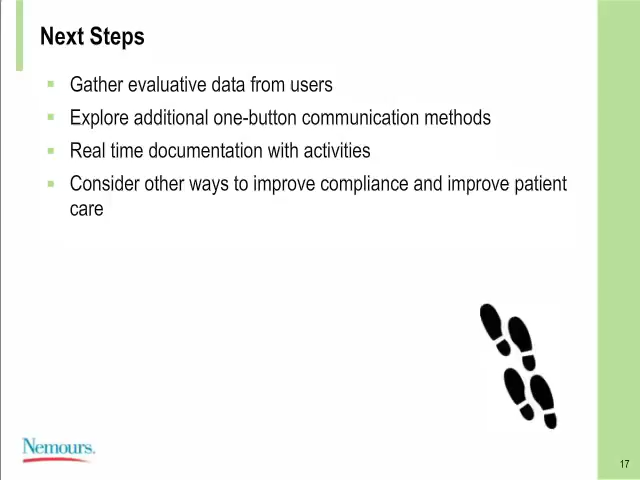 Next Steps
Gather evaluative data from users
Explore additional one-button communication methods
Real time documentation with activities
Consider other ways to improve compliance and improve patient
care
Nemours.
17